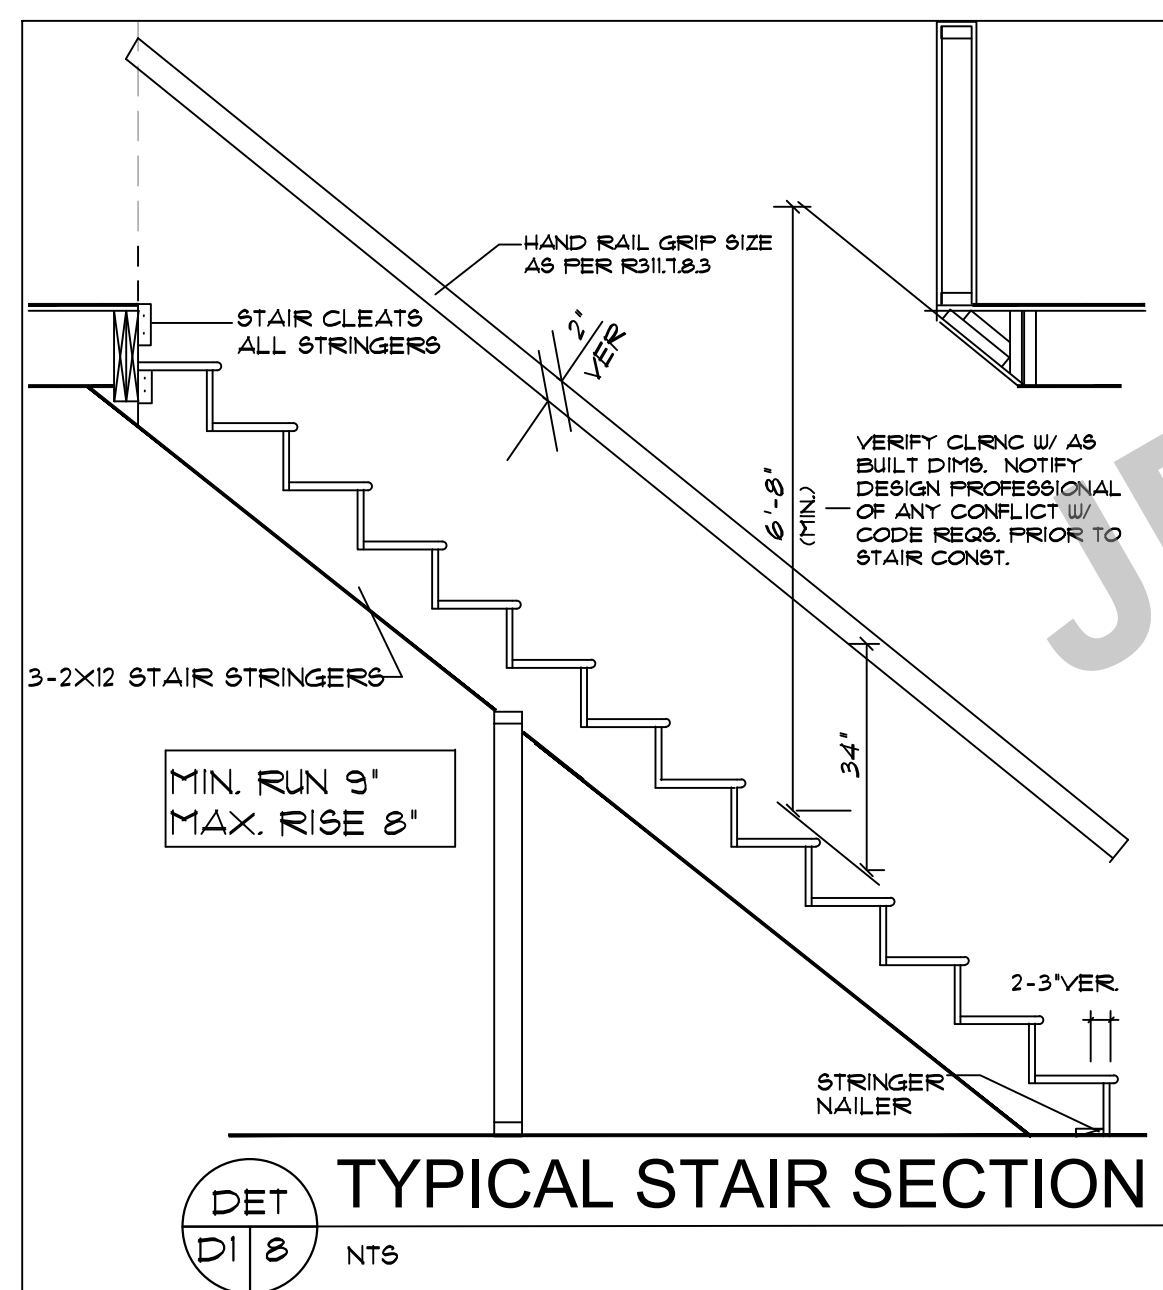 HAND RAIL GRIP SIZE
AS PER R311.7.8.3
STAIR CLEATS
ALL STRINGERS
2"
VER
6'-8"
(MIN.)
VERIFY CLRNC W/ AS
BUILT DIMS. NOTIFY
DESIGN PROFESSIONAL
OF ANY CONFLICT W/
CODE REQS. PRIOR TO
STAIR CONST.
3-2X12 STAIR STRINGERS
34"
MIN. RUN 9"
MAX. RISE 8"
2-3"VER.
STRINGER
NAILER
TYPICAL STAIR SECTION
DET
D1 8
NTS